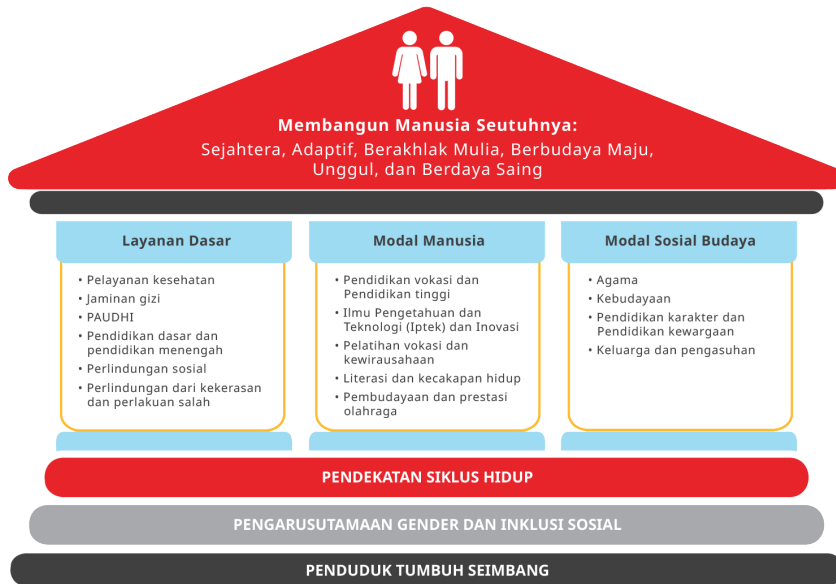 Membangun Manusia Seutuhnya:
Sejahtera, Adaptif, Berakhlak Mulia, Berbudaya Maju,
Unggul, dan Berdaya Saing
Layanan Dasar
• Pelayanan kesehatan
• Jaminan gizi
• PAUDHI
• Pendidikan dasar dan
pendidikan menengah
• Perlindungan sosial
• Perlindungan dari kekerasan
dan perlakuan salah
Modal Manusia
• Pendidikan vokasi dan
Pendidikan tinggi
• Ilmu Pengetahuan dan
Teknologi (Iptek) dan Inovasi
• Pelatihan vokasi dan
kewirausahaan
• Literasi dan kecakapan hidup
• Pembudayaan dan prestasi
olahraga
Modal Sosial Budaya
• Agama
• Kebudayaan
• Pendidikan karakter dan
Pendidikan kewargaan
• Keluarga dan pengasuhan
PENDEKATAN SIKLUS HIDUP
PENGARUSUTAMAAN GENDER DAN INKLUSI SOSIAL
PENDUDUK TUMBUH SEIMBANG